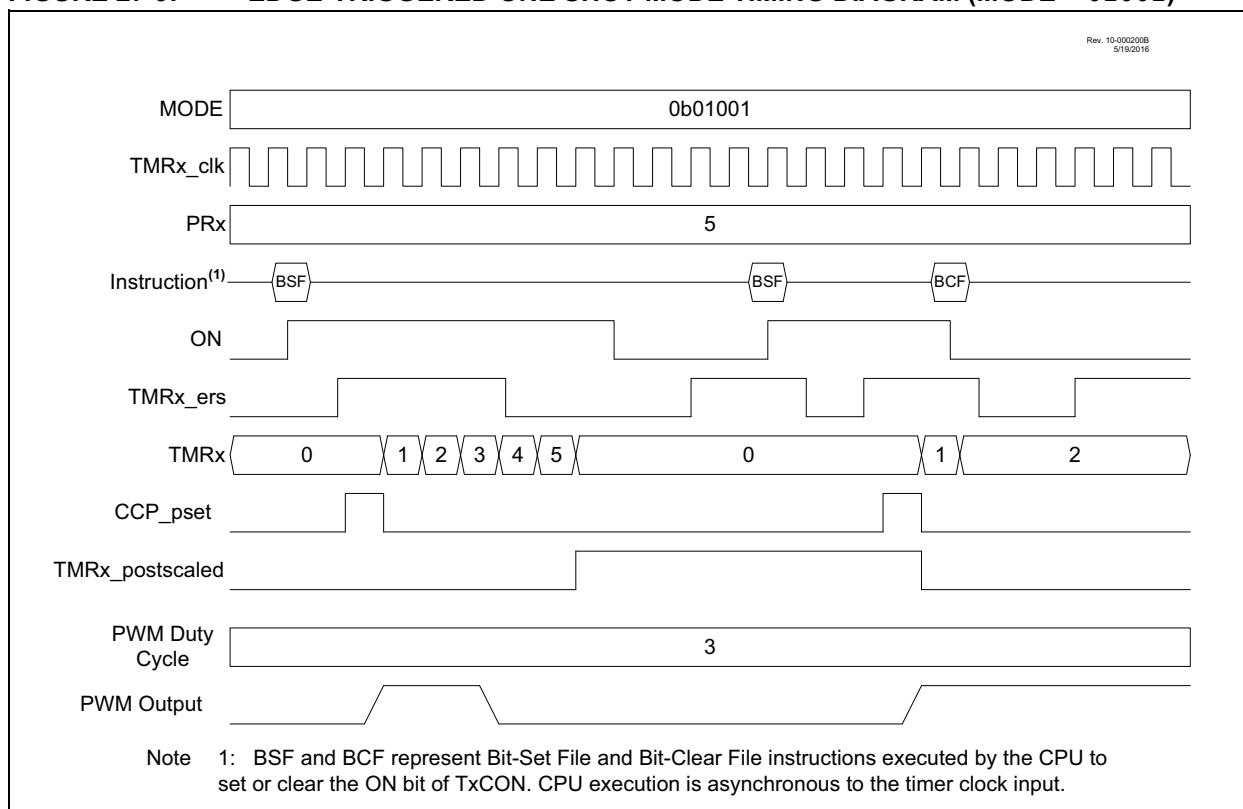 Rev. 10-000200B
5/19/2016
MODE 0b01001
TMRx_clk
PRx 5
Instruction(1) BSF BSF BCF
ON
TMRx_ers
TMRx 0 1 2 3 4 5 0 1 2
CCP_pset
TMRx_postscaled
PWM Duty
Cycle
3
PWM Output
Note 1: BSF and BCF represent Bit-Set File and Bit-Clear File instructions executed by the CPU to
set or clear the ON bit of TxCON. CPU execution is asynchronous to the timer clock input.